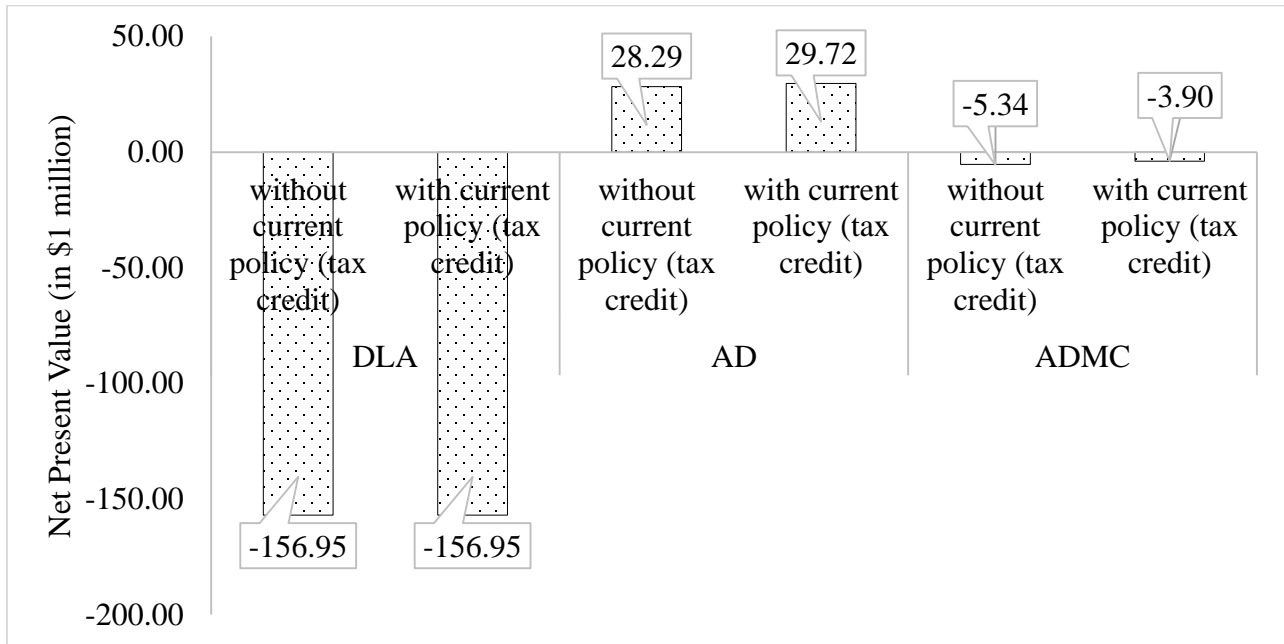 Net Present Value (in $1 million)
50.00
0.00
-50.00
-100.00
-150.00
-200.00
28.29
29.72
-5.34
-3.90
-156.95
-156.95
without
current
policy (tax
credit)
with current
policy (tax
credit)
without
current
policy (tax
credit)
with current
policy (tax
credit)
without
current
policy (tax
credit)
with current
policy (tax
credit)
DLA
AD
ADMC